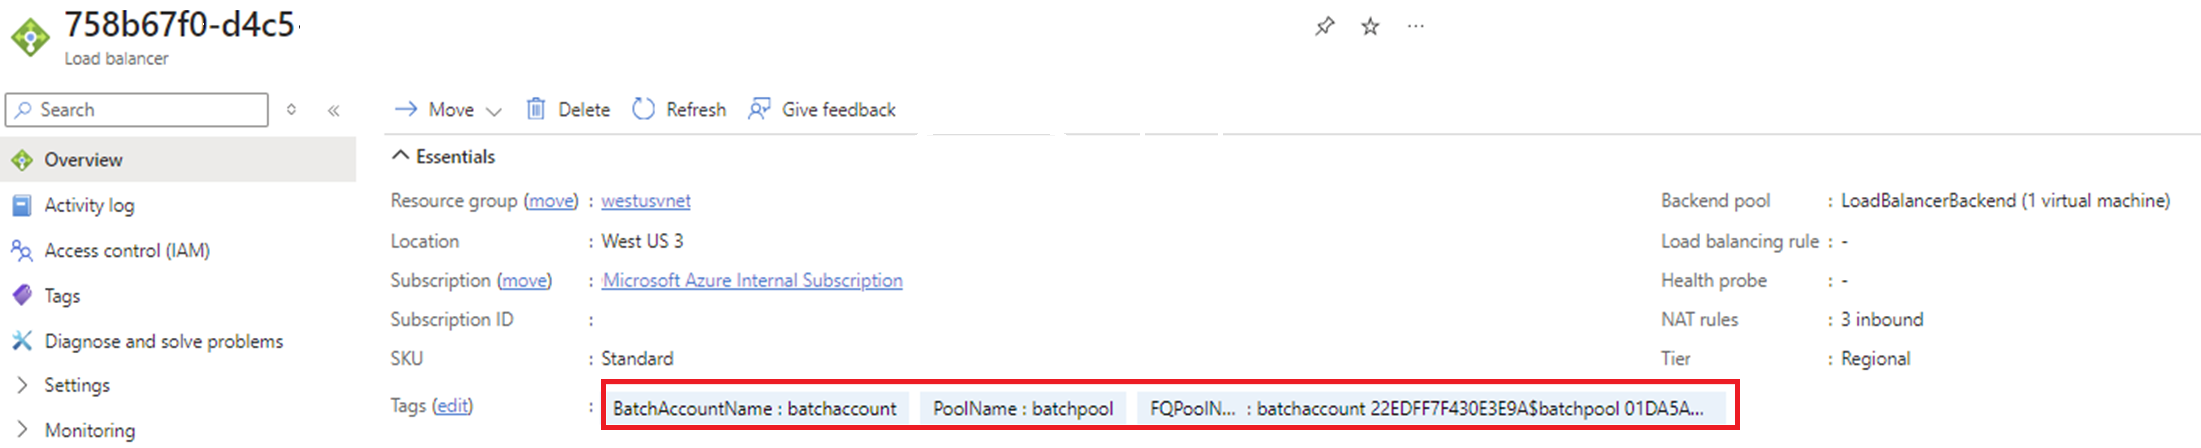 758b67f0-d4c5-
Load balancer
Search
Move Delete Refresh Give feedback
Overview
Activity log
Access control (IAM)
Tags
Diagnose and solve problems
Settings
Monitoring
Essentials
Resource group (move) : westusvnet
Location : West US 3
Subscription (move) : Microsoft Azure Internal Subscription
Subscription ID :
SKU : Standard
Tags (edit) : BatchAccountName : batchaccount PoolName : batchpool FQPoolN... : batchaccount 22EDFF7F430E3E9A$batchpool 01DA5A...
Backend pool : LoadBalancerBackend (1 virtual machine)
Load balancing rule : -
Health probe : -
NAT rules : 3 inbound
Tier : Regional